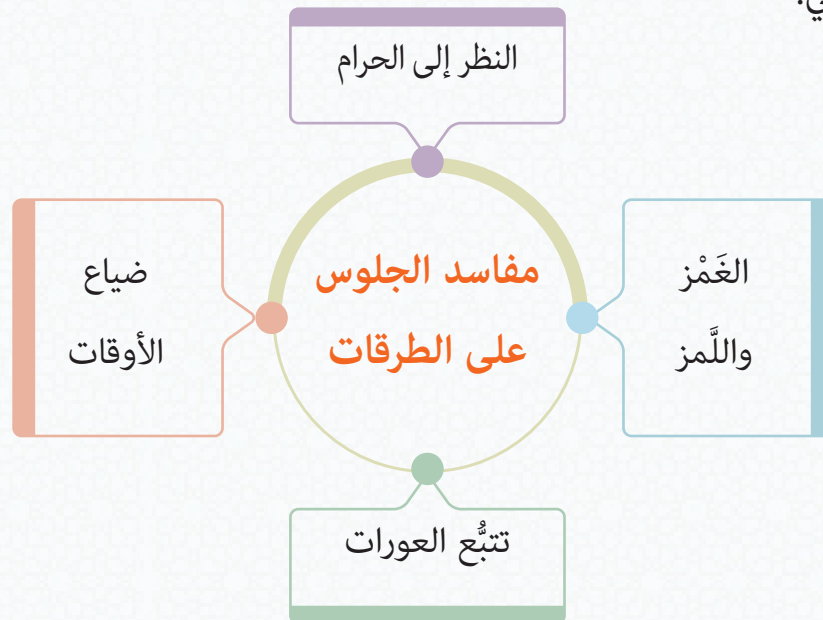 النظر إلى الحرام
الغَمْز
واللَّمز
مفاسد الجلوس
على الطرقات
ضياع
الأوقات
تتبُّع العورات